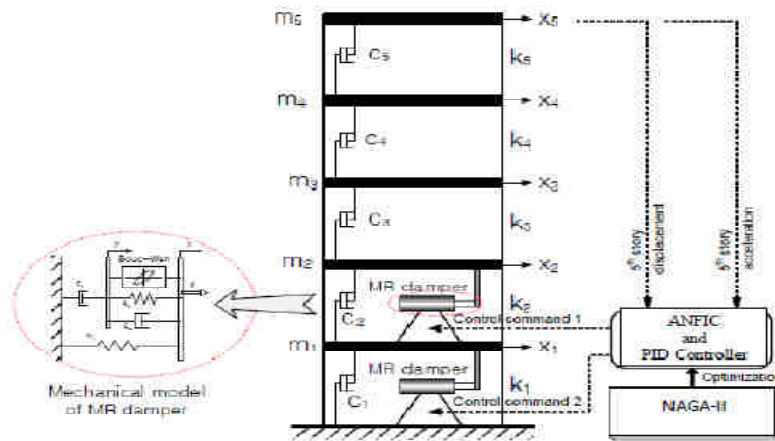 m5
X5
C5
k5
m4
X4
C4
k4
m3
X3
C3
k3
m2
X2
MR damper
C2
k2
Control command 1
m1
X1
MR damper
C1
k1
Control command 2
Bouc-Wen
Mechanical model
of MR damper
5th story
displacement
5th story
acceleration
ANFIC
and
PID Controller
Optimizatio